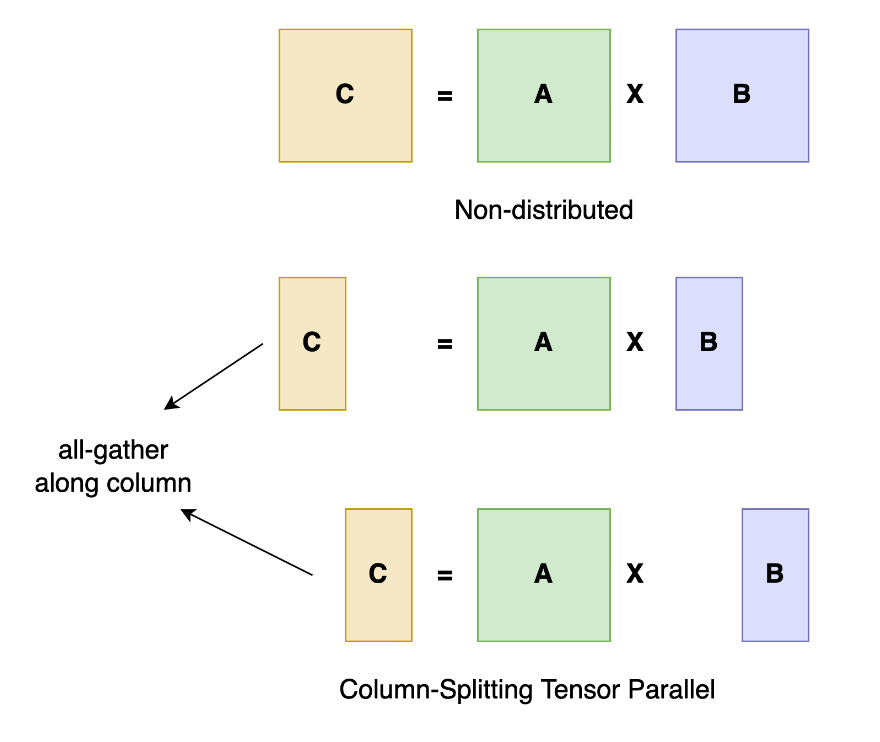 C = A X B
Non-distributed
C = A X B
all-gather
along column
C = A X B
Column-Splitting Tensor Parallel